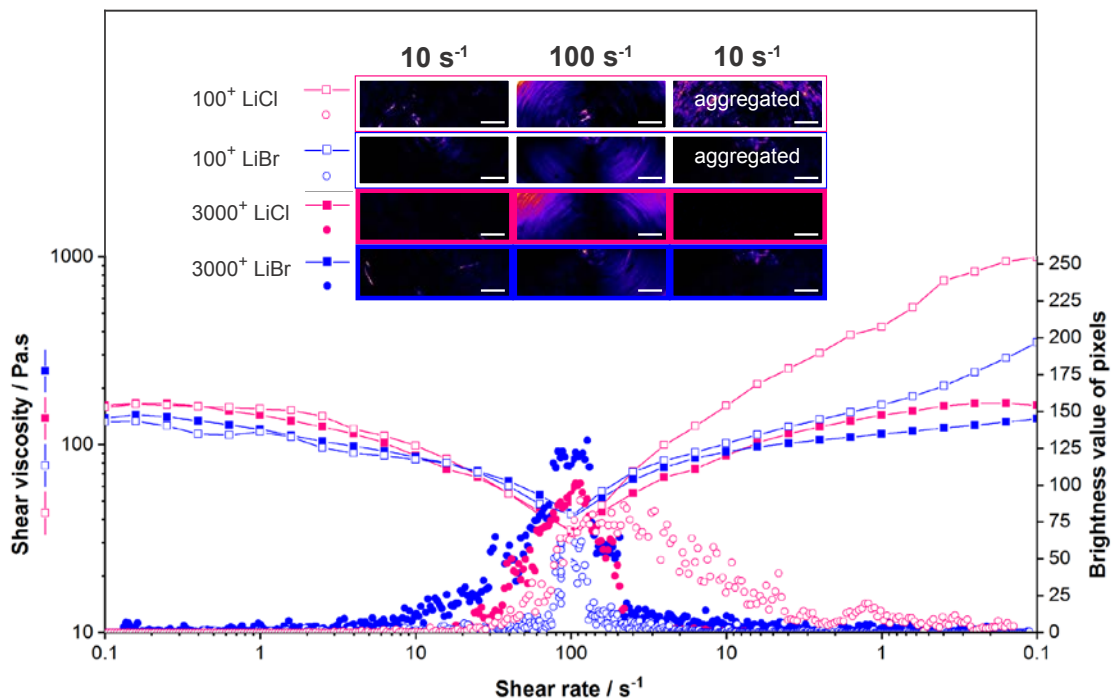 10 s⁻¹ 100 s⁻¹ 10 s⁻¹
100⁺ LiCl
aggregated
100⁺ LiBr
aggregated
3000⁺ LiCl
3000⁺ LiBr
Shear viscosity / Pa.s
1000
100
10
Brightness value of pixels
250
225
200
175
150
125
100
75
50
25
0
0.1 1 10 100 10 1 0.1
Shear rate / s⁻¹